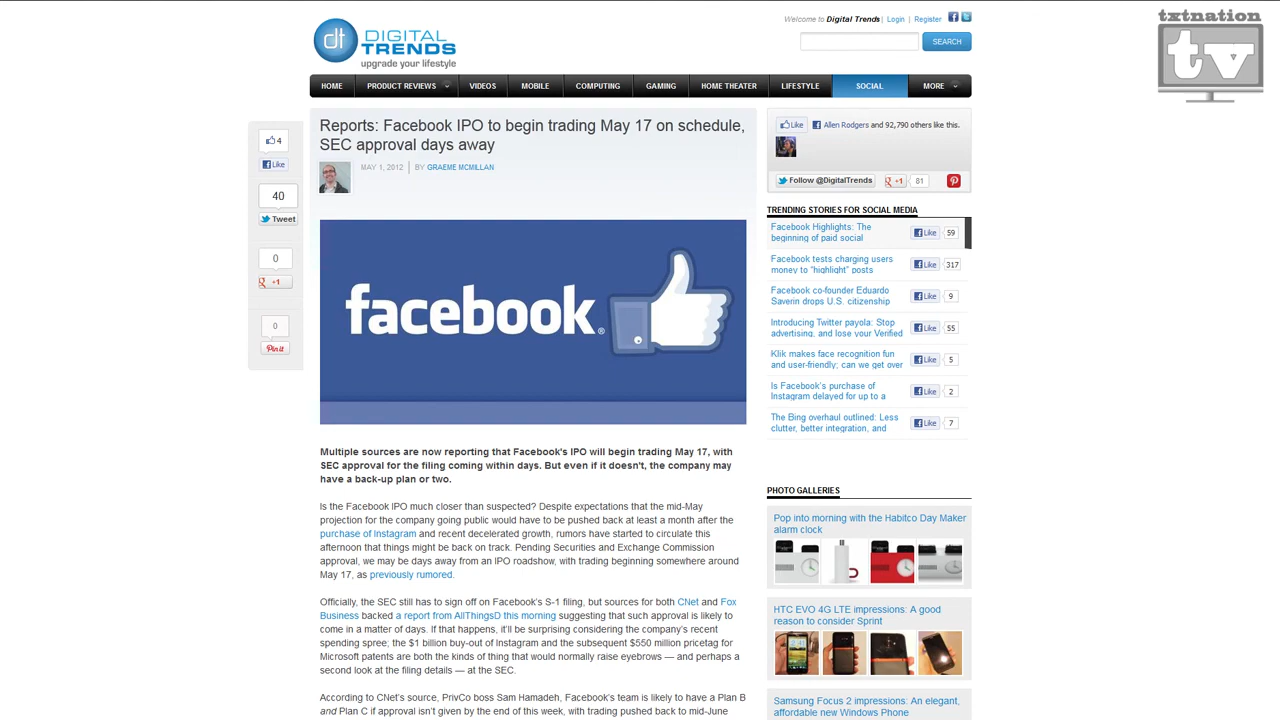 Welcome to Digital Trends | Login | Register
dt DIGITAL TRENDS
upgrade your lifestyle
SEARCH
txtnation
tv
HOME PRODUCT REVIEWS VIDEOS MOBILE COMPUTING GAMING HOME THEATER LIFESTYLE SOCIAL MORE
Reports: Facebook IPO to begin trading May 17 on schedule,
SEC approval days away
MAY 1, 2012 | BY GRAEME MCMILLAN
4
Like
40
Tweet
0
+1
0
Pin it
facebook®
Multiple sources are now reporting that Facebook's IPO will begin trading May 17, with
SEC approval for the filing coming within days. But even if it doesn't, the company may
have a back-up plan or two.
Is the Facebook IPO much closer than suspected? Despite expectations that the mid-May
projection for the company going public would have to be pushed back at least a month after the
purchase of Instagram and recent decelerated growth, rumors have started to circulate this
afternoon that things might be back on track. Pending Securities and Exchange Commission
approval, we may be days away from an IPO roadshow, with trading beginning somewhere around
May 17, as previously rumored.
Officially, the SEC still has to sign off on Facebook's S-1 filing, but sources for both CNet and Fox
Business backed a report from AllThingsD this morning suggesting that such approval is likely to
come in a matter of days. If that happens, it'll be surprising considering the company's recent
spending spree; the $1 billion buy-out of Instagram and the subsequent $550 million pricetag for
Microsoft patents are both the kinds of thing that would normally raise eyebrows — and perhaps a
second look at the filing details — at the SEC.
According to CNet's source, PrivCo boss Sam Hamadeh, Facebook's team is likely to have a Plan B
and Plan C if approval isn't given by the end of this week, with trading pushed back to mid-June
Like Allen Rodgers and 92,790 others like this.
Follow @DigitalTrends +1 81
TRENDING STORIES FOR SOCIAL MEDIA
Facebook Highlights: The
beginning of paid social
Like 59
Facebook tests charging users
money to "highlight" posts
Like 317
Facebook co-founder Eduardo
Saverin drops U.S. citizenship
Like 9
Introducing Twitter payola: Stop
advertising, and lose your Verified
Like 55
Klik makes face recognition fun
and user-friendly; can we get over
Like 5
Is Facebook's purchase of
Instagram delayed for up to a
Like 2
The Bing overhaul outlined: Less
clutter, better integration, and
Like 7
PHOTO GALLERIES
Pop into morning with the Habitco Day Maker
alarm clock
HTC EVO 4G LTE impressions: A good
reason to consider Sprint
Samsung Focus 2 impressions: An elegant,
affordable new Windows Phone